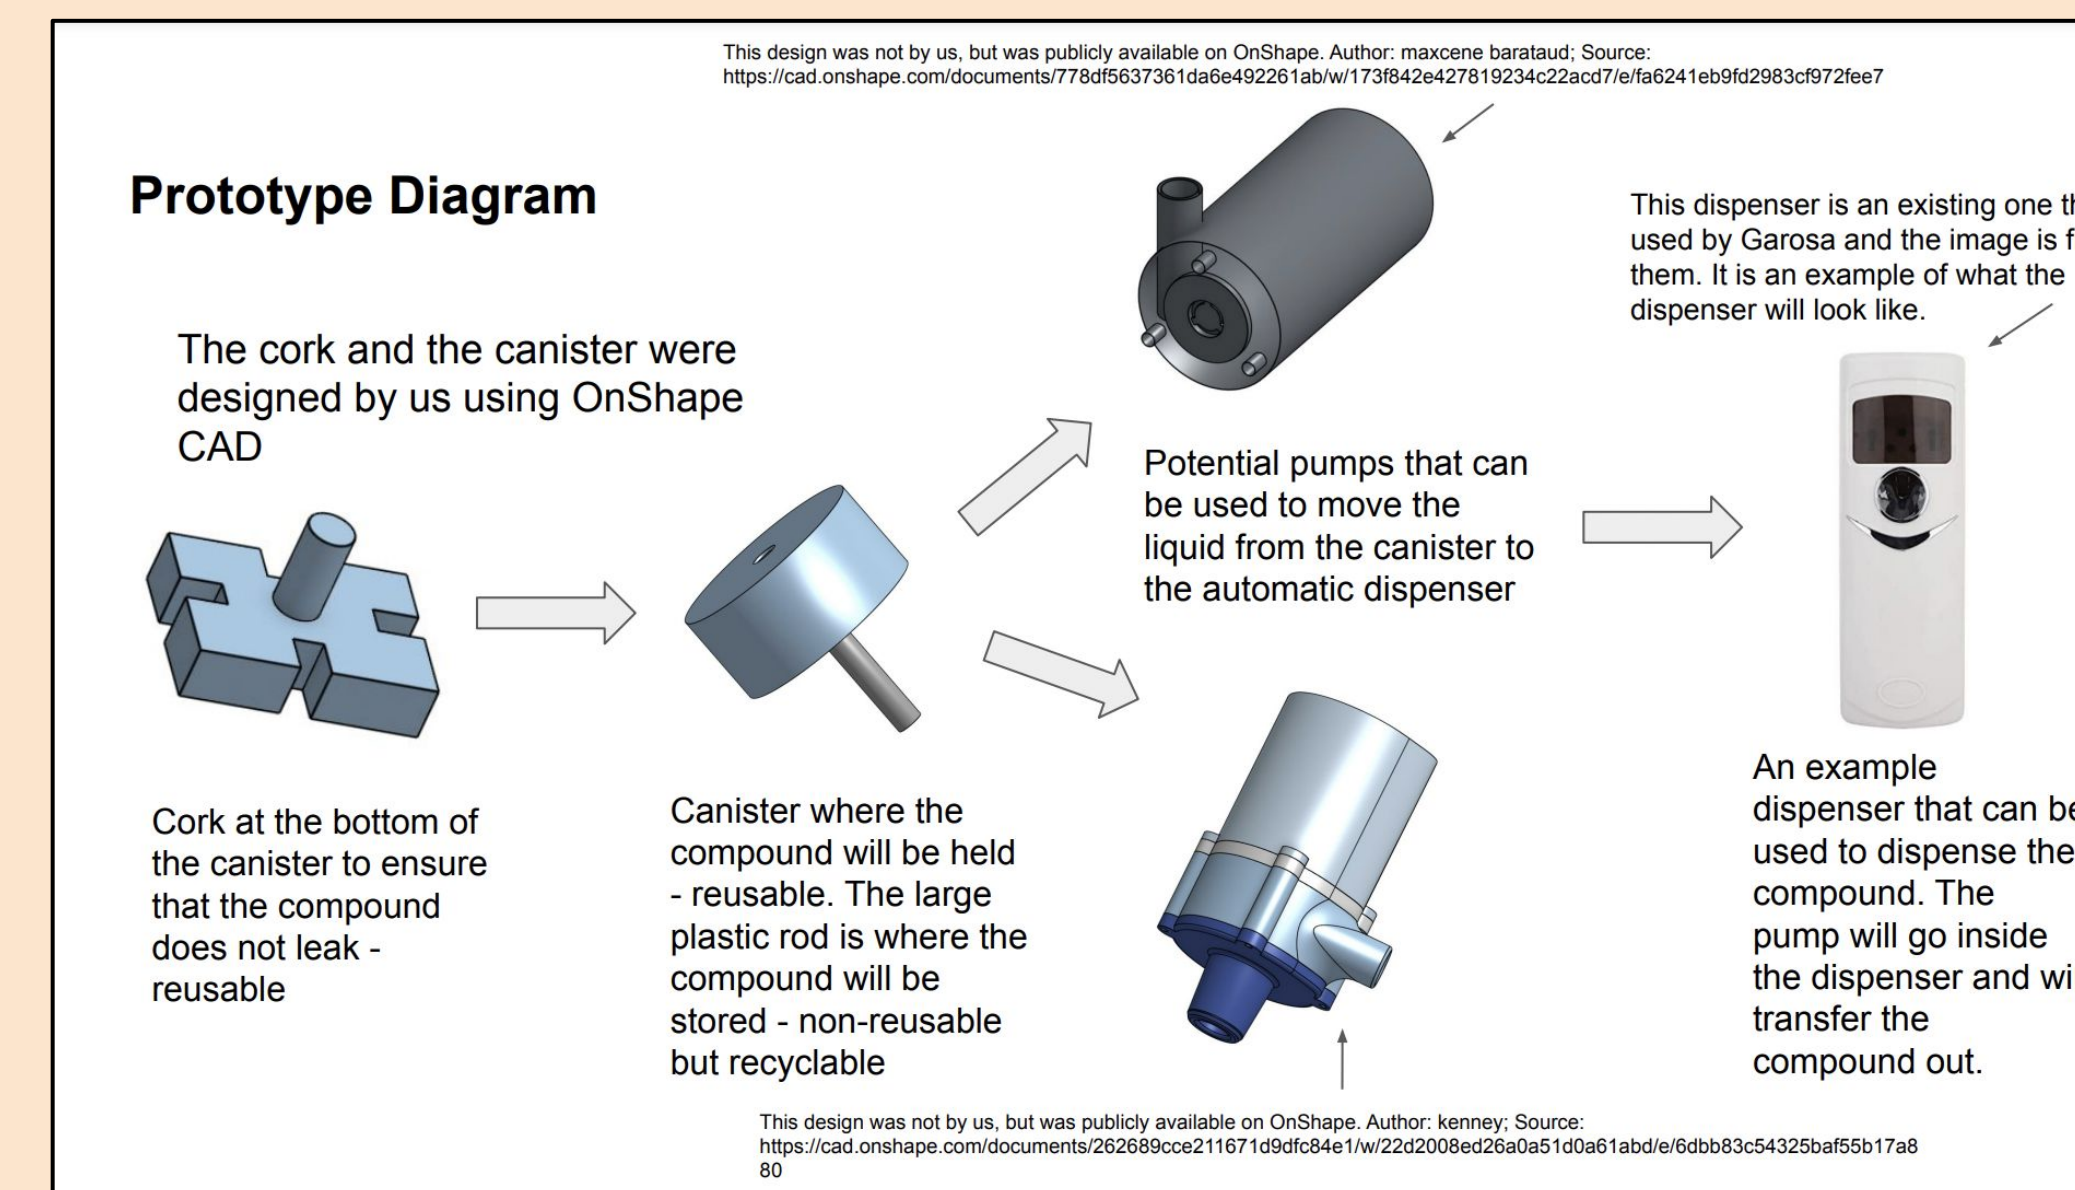 This design was not by us, but was publicly available on OnShape. Author: maxcene barataud; Source:
https://cad.onshape.com/documents/778df5637361da6e492261ab/w/173f842e427819234c22acd7/e/fa6241eb9fd2983cf972fee7
Prototype Diagram
The cork and the canister were
designed by us using OnShape
CAD
This dispenser is an existing one
used by Garosa and the image is
them. It is an example of what the
dispenser will look like.
Potential pumps that can
be used to move the
liquid from the canister to
the automatic dispenser
Cork at the bottom of
the canister to ensure
that the compound
does not leak -
reusable
Canister where the
compound will be held
- reusable. The large
plastic rod is where the
compound will be
stored - non-reusable
but recyclable
An example
dispenser that can be
used to dispense the
compound. The
pump will go inside
the dispenser and
transfer the
compound out.
This design was not by us, but was publicly available on OnShape. Author: kenney; Source:
https://cad.onshape.com/documents/262689cce211671d9dfc84e1/w/22d2008ed26a0a51d0a61abd/e/6dbb83c54325baf55b17a8
80